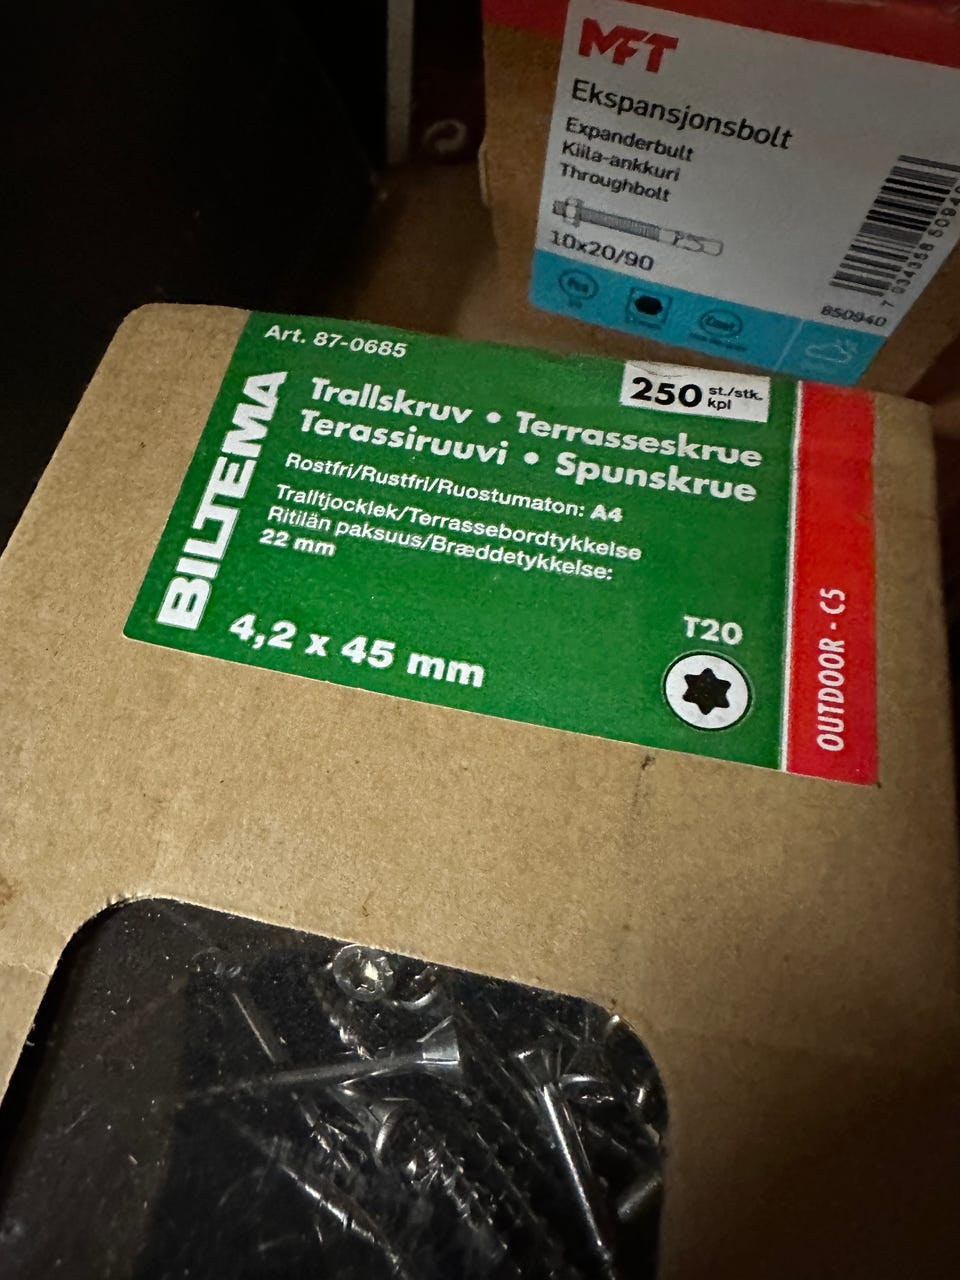 MFT
Ekspansjonsbolt
Expanderbult
Kiila-ankkuri
Throughbolt
10x20/90
850940
Art. 87-0685
BILTEMA
250 st./stk.
kpl
Trallskruv • Terrasseskrue
Terassiruuvi • Spunskrue
Rostfri/Rustfri/Ruostumaton: A4
Tralltjocklek/Terrassebordtykkelse
Ritilän paksuus/Bræddetykkelse:
22 mm
4,2 x 45 mm
T20
OUTDOOR - C5